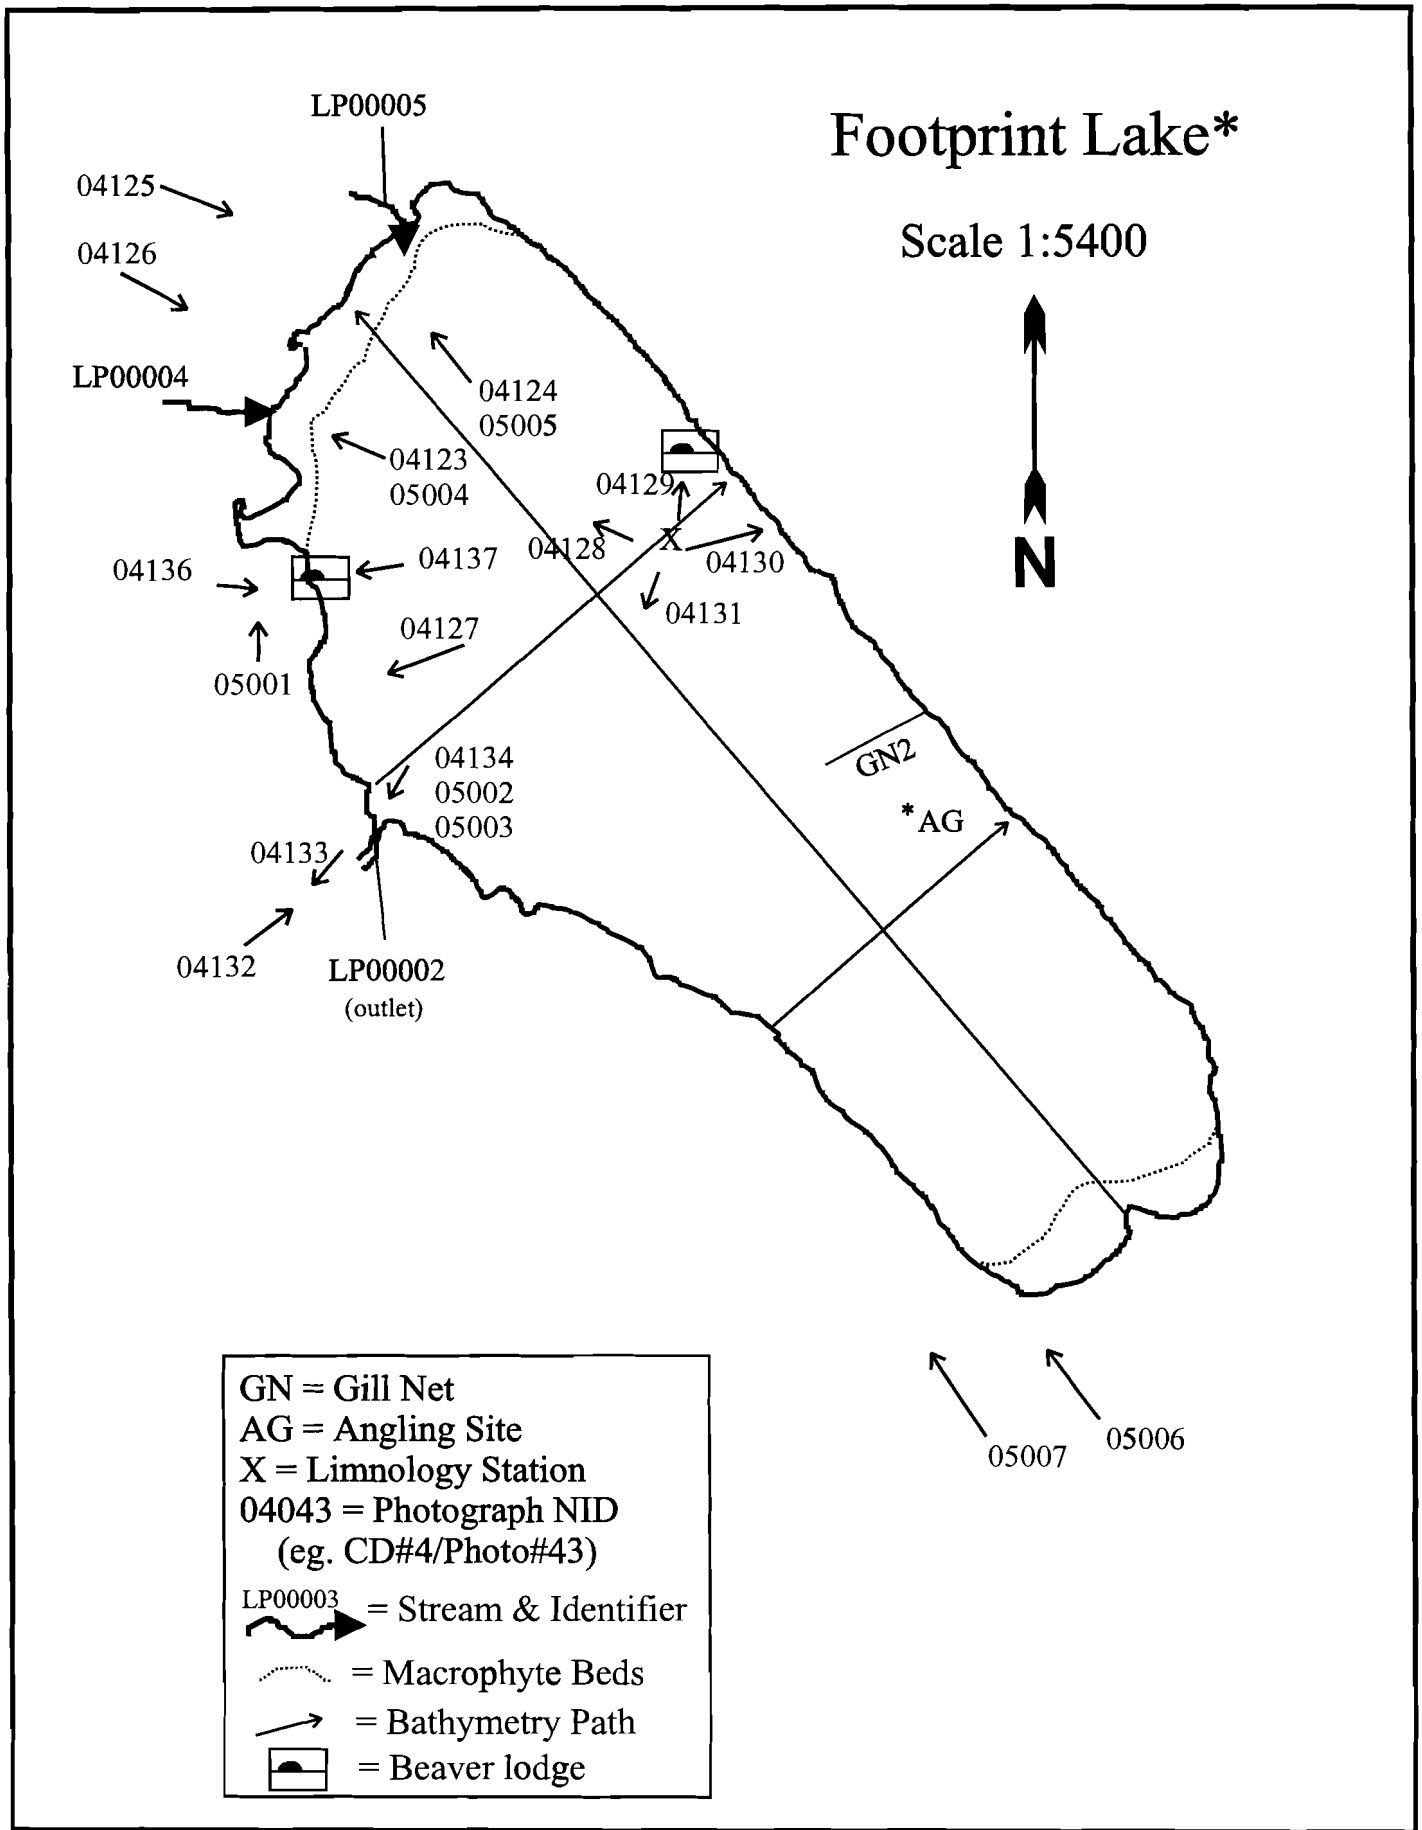 LP00005
Footprint Lake*
04125
Scale 1:5400
04126
LP00004
04124
05005
04123
05004
04129
04128
X
04130
04136
04137
04131
04127
05001
GN2
04134
05002
05003
*AG
04133
04132
LP00002
(outlet)
N
05006
05007
GN = Gill Net
AG = Angling Site
X = Limnology Station
04043 = Photograph NID
(eg. CD#4/Photo#43)
LP00003 = Stream & Identifier
= Macrophyte Beds
= Bathymetry Path
= Beaver lodge